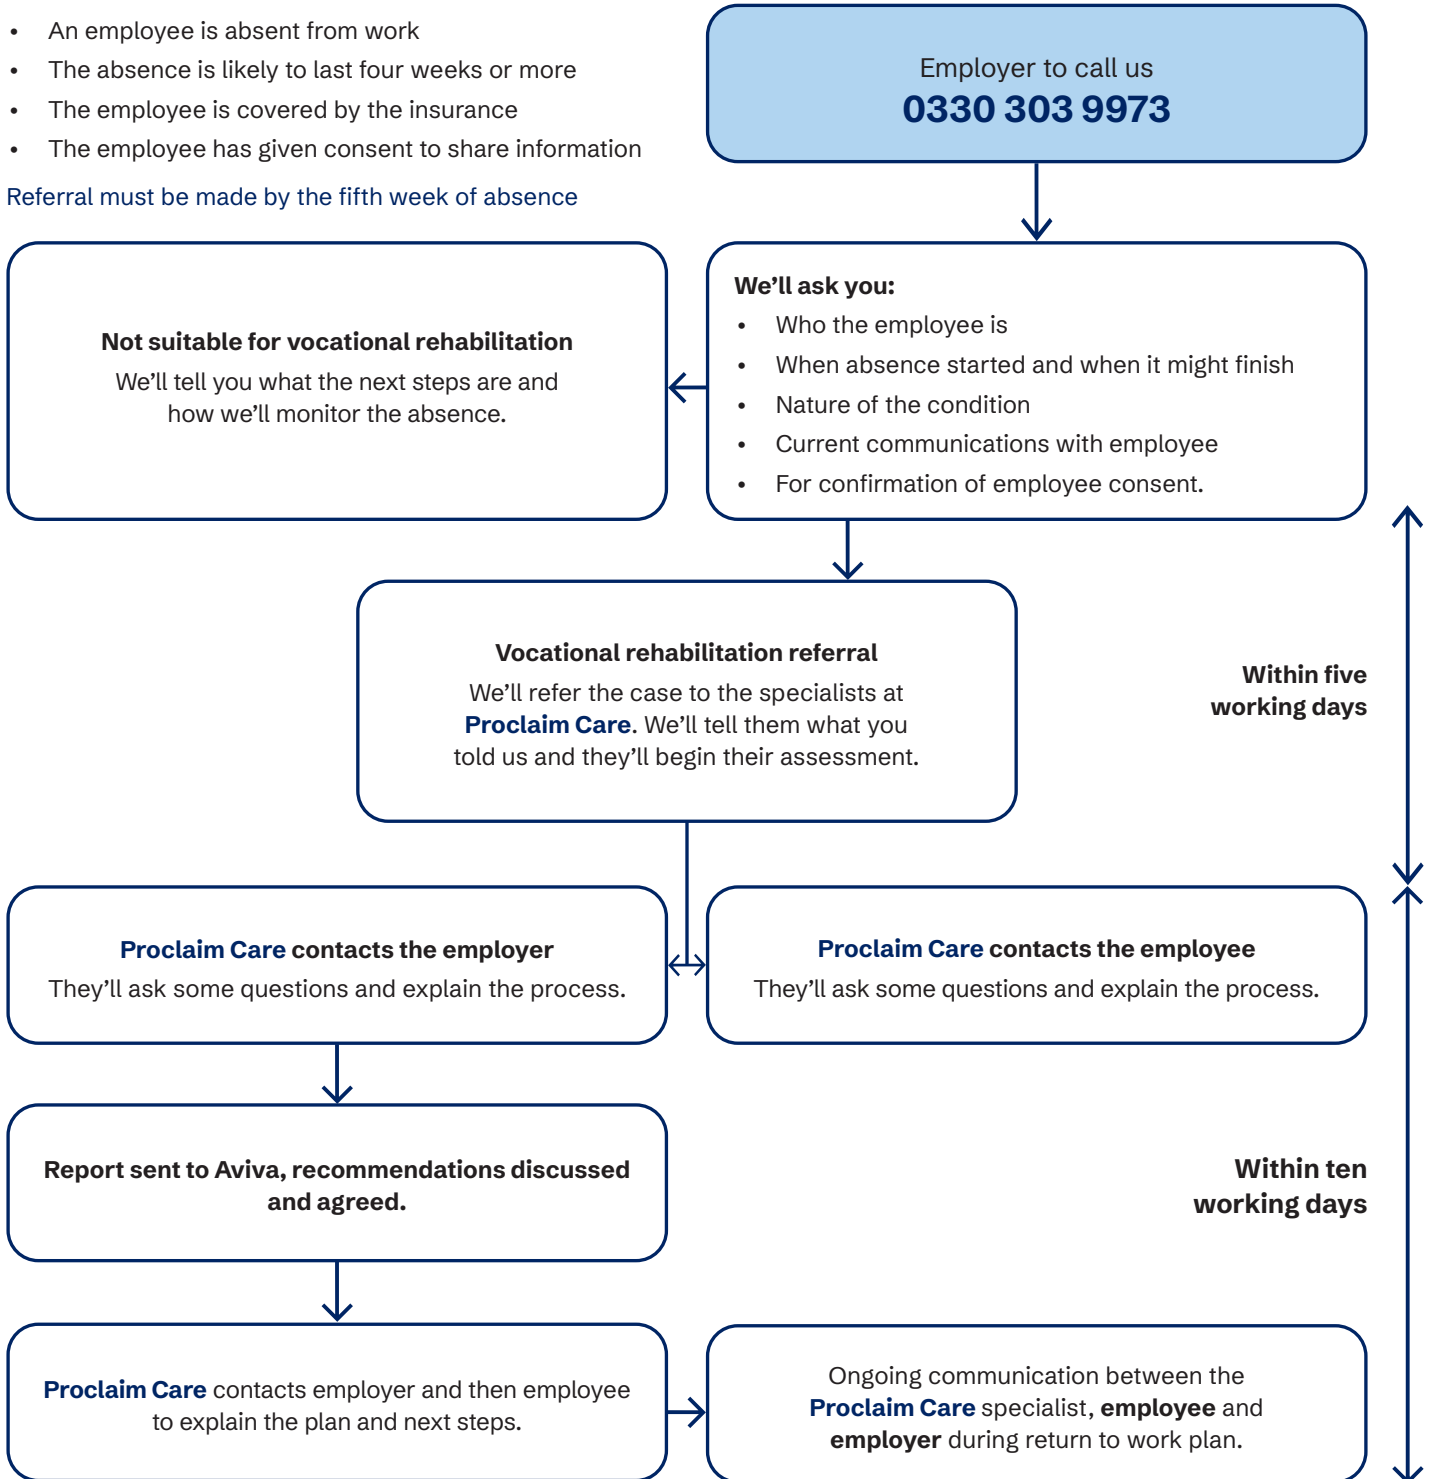 • An employee is absent from work
• The absence is likely to last four weeks or more
• The employee is covered by the insurance
• The employee has given consent to share information
Referral must be made by the fifth week of absence
Employer to call us
0330 303 9973
Not suitable for vocational rehabilitation
We’ll tell you what the next steps are and
how we’ll monitor the absence.
We’ll ask you:
• Who the employee is
• When absence started and when it might finish
• Nature of the condition
• Current communications with employee
• For confirmation of employee consent.
Vocational rehabilitation referral
We’ll refer the case to the specialists at
Proclaim Care. We’ll tell them what you
told us and they’ll begin their assessment.
Within five
working days
Proclaim Care contacts the employer
They’ll ask some questions and explain the process.
Proclaim Care contacts the employee
They’ll ask some questions and explain the process.
Report sent to Aviva, recommendations discussed
and agreed.
Within ten
working days
Proclaim Care contacts employer and then employee
to explain the plan and next steps.
Ongoing communication between the
Proclaim Care specialist, employee and
employer during return to work plan.